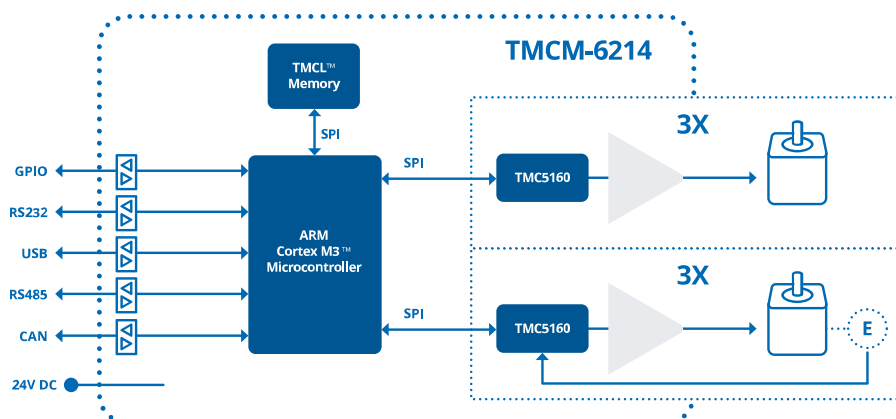 TMCM-6214
TMCL™
Memory
SPI
3X
GPIO
SPI
TMC5160
RS232
ARM
Cortex M3™
Microcontroller
USB
RS485
3X
CAN
SPI
TMC5160
E
24V DC